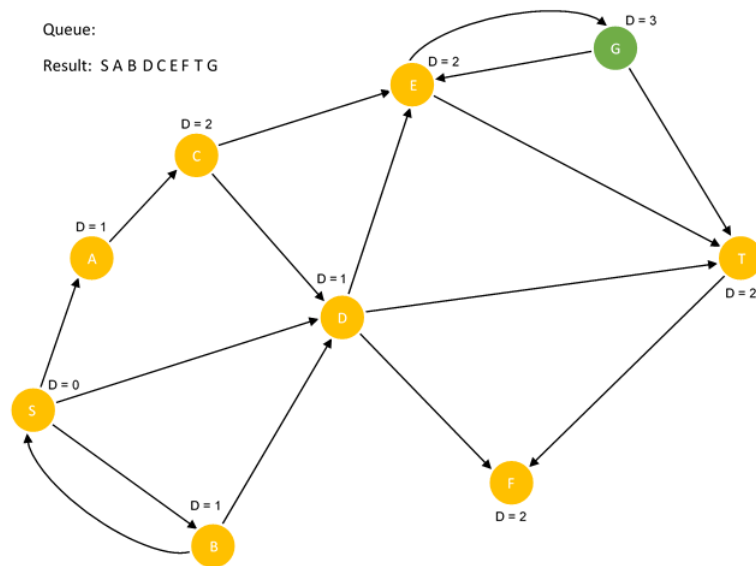 Queue:
D = 3
G
Result: S A B D C E F T G
D = 2
E
D = 2
C
D = 1
A
T
D = 1
D = 2
D
D = 0
S
F
D = 1
D = 2
B